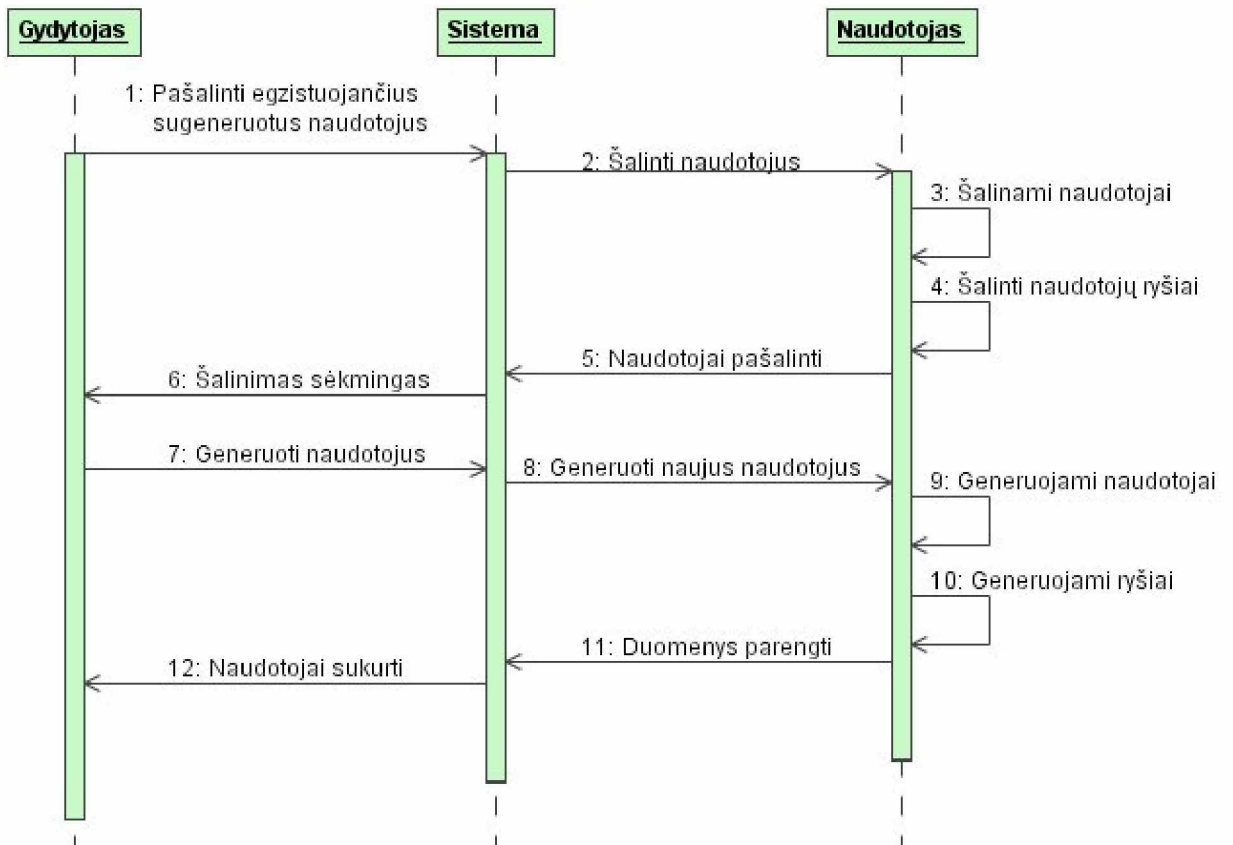 Gydytojas
Sistema
Naudotojas
1: Pašalinti egzistuojančius
sugeneruotus naudotojus
2: Šalinti naudotojus
3: Šalinami naudotojai
4: Šalinti naudotojų ryšiai
5: Naudotojai pašalinti
6: Šalinimas sėkmingas
7: Generuoti naudotojus
8: Generuoti naujus naudotojus
9: Generuojami naudotojai
10: Generuojami ryšiai
11: Duomenys parengti
12: Naudotojai sukurti